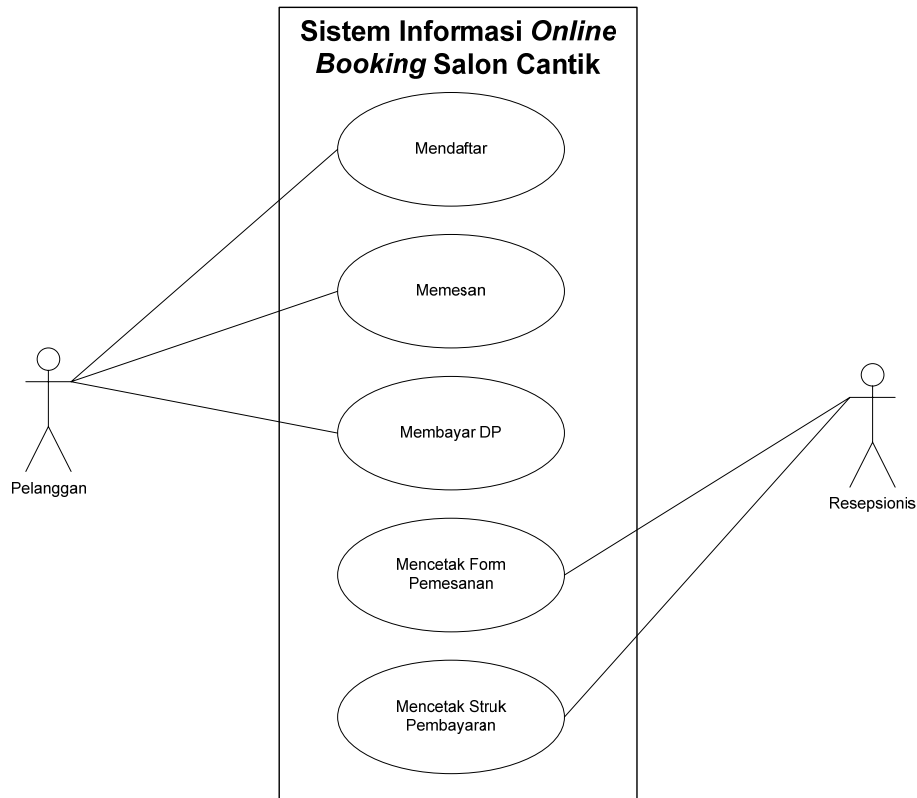 Sistem Informasi Online
Booking Salon Cantik
Mendaftar
Memesan
Membayar DP
Pelanggan
Resepsionis
Mencetak Form
Pemesanan
Mencetak Struk
Pembayaran